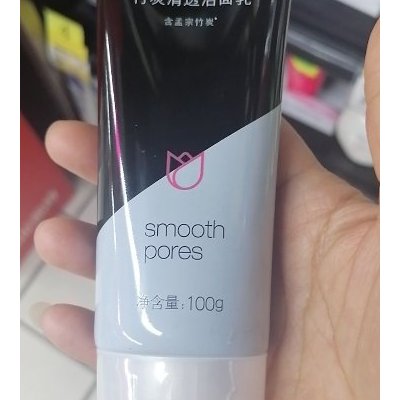 竹炭清透洁面乳
含孟宗竹炭*
smooth
pores
净含量:100g